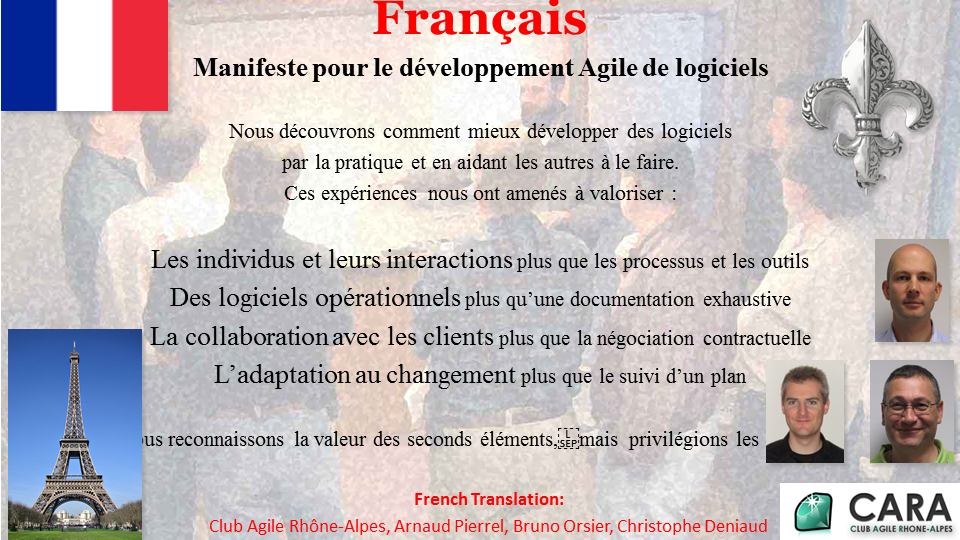 Français
Manifeste pour le développement Agile de logiciels
Nous découvrons comment mieux développer des logiciels
par la pratique et en aidant les autres à le faire.
Ces expériences nous ont amenés à valoriser :
Les individus et leurs interactions plus que les processus et les outils
Des logiciels opérationnels plus qu’une documentation exhaustive
La collaboration avec les clients plus que la négociation contractuelle
L’adaptation au changement plus que le suivi d’un plan
ous reconnaissons la valeur des seconds éléments, SEP mais privilégions les
French Translation:
Club Agile Rhône-Alpes, Arnaud Pierrel, Bruno Orsier, Christophe Deniaud
CARA
CLUB AGILE RHONE-ALPES